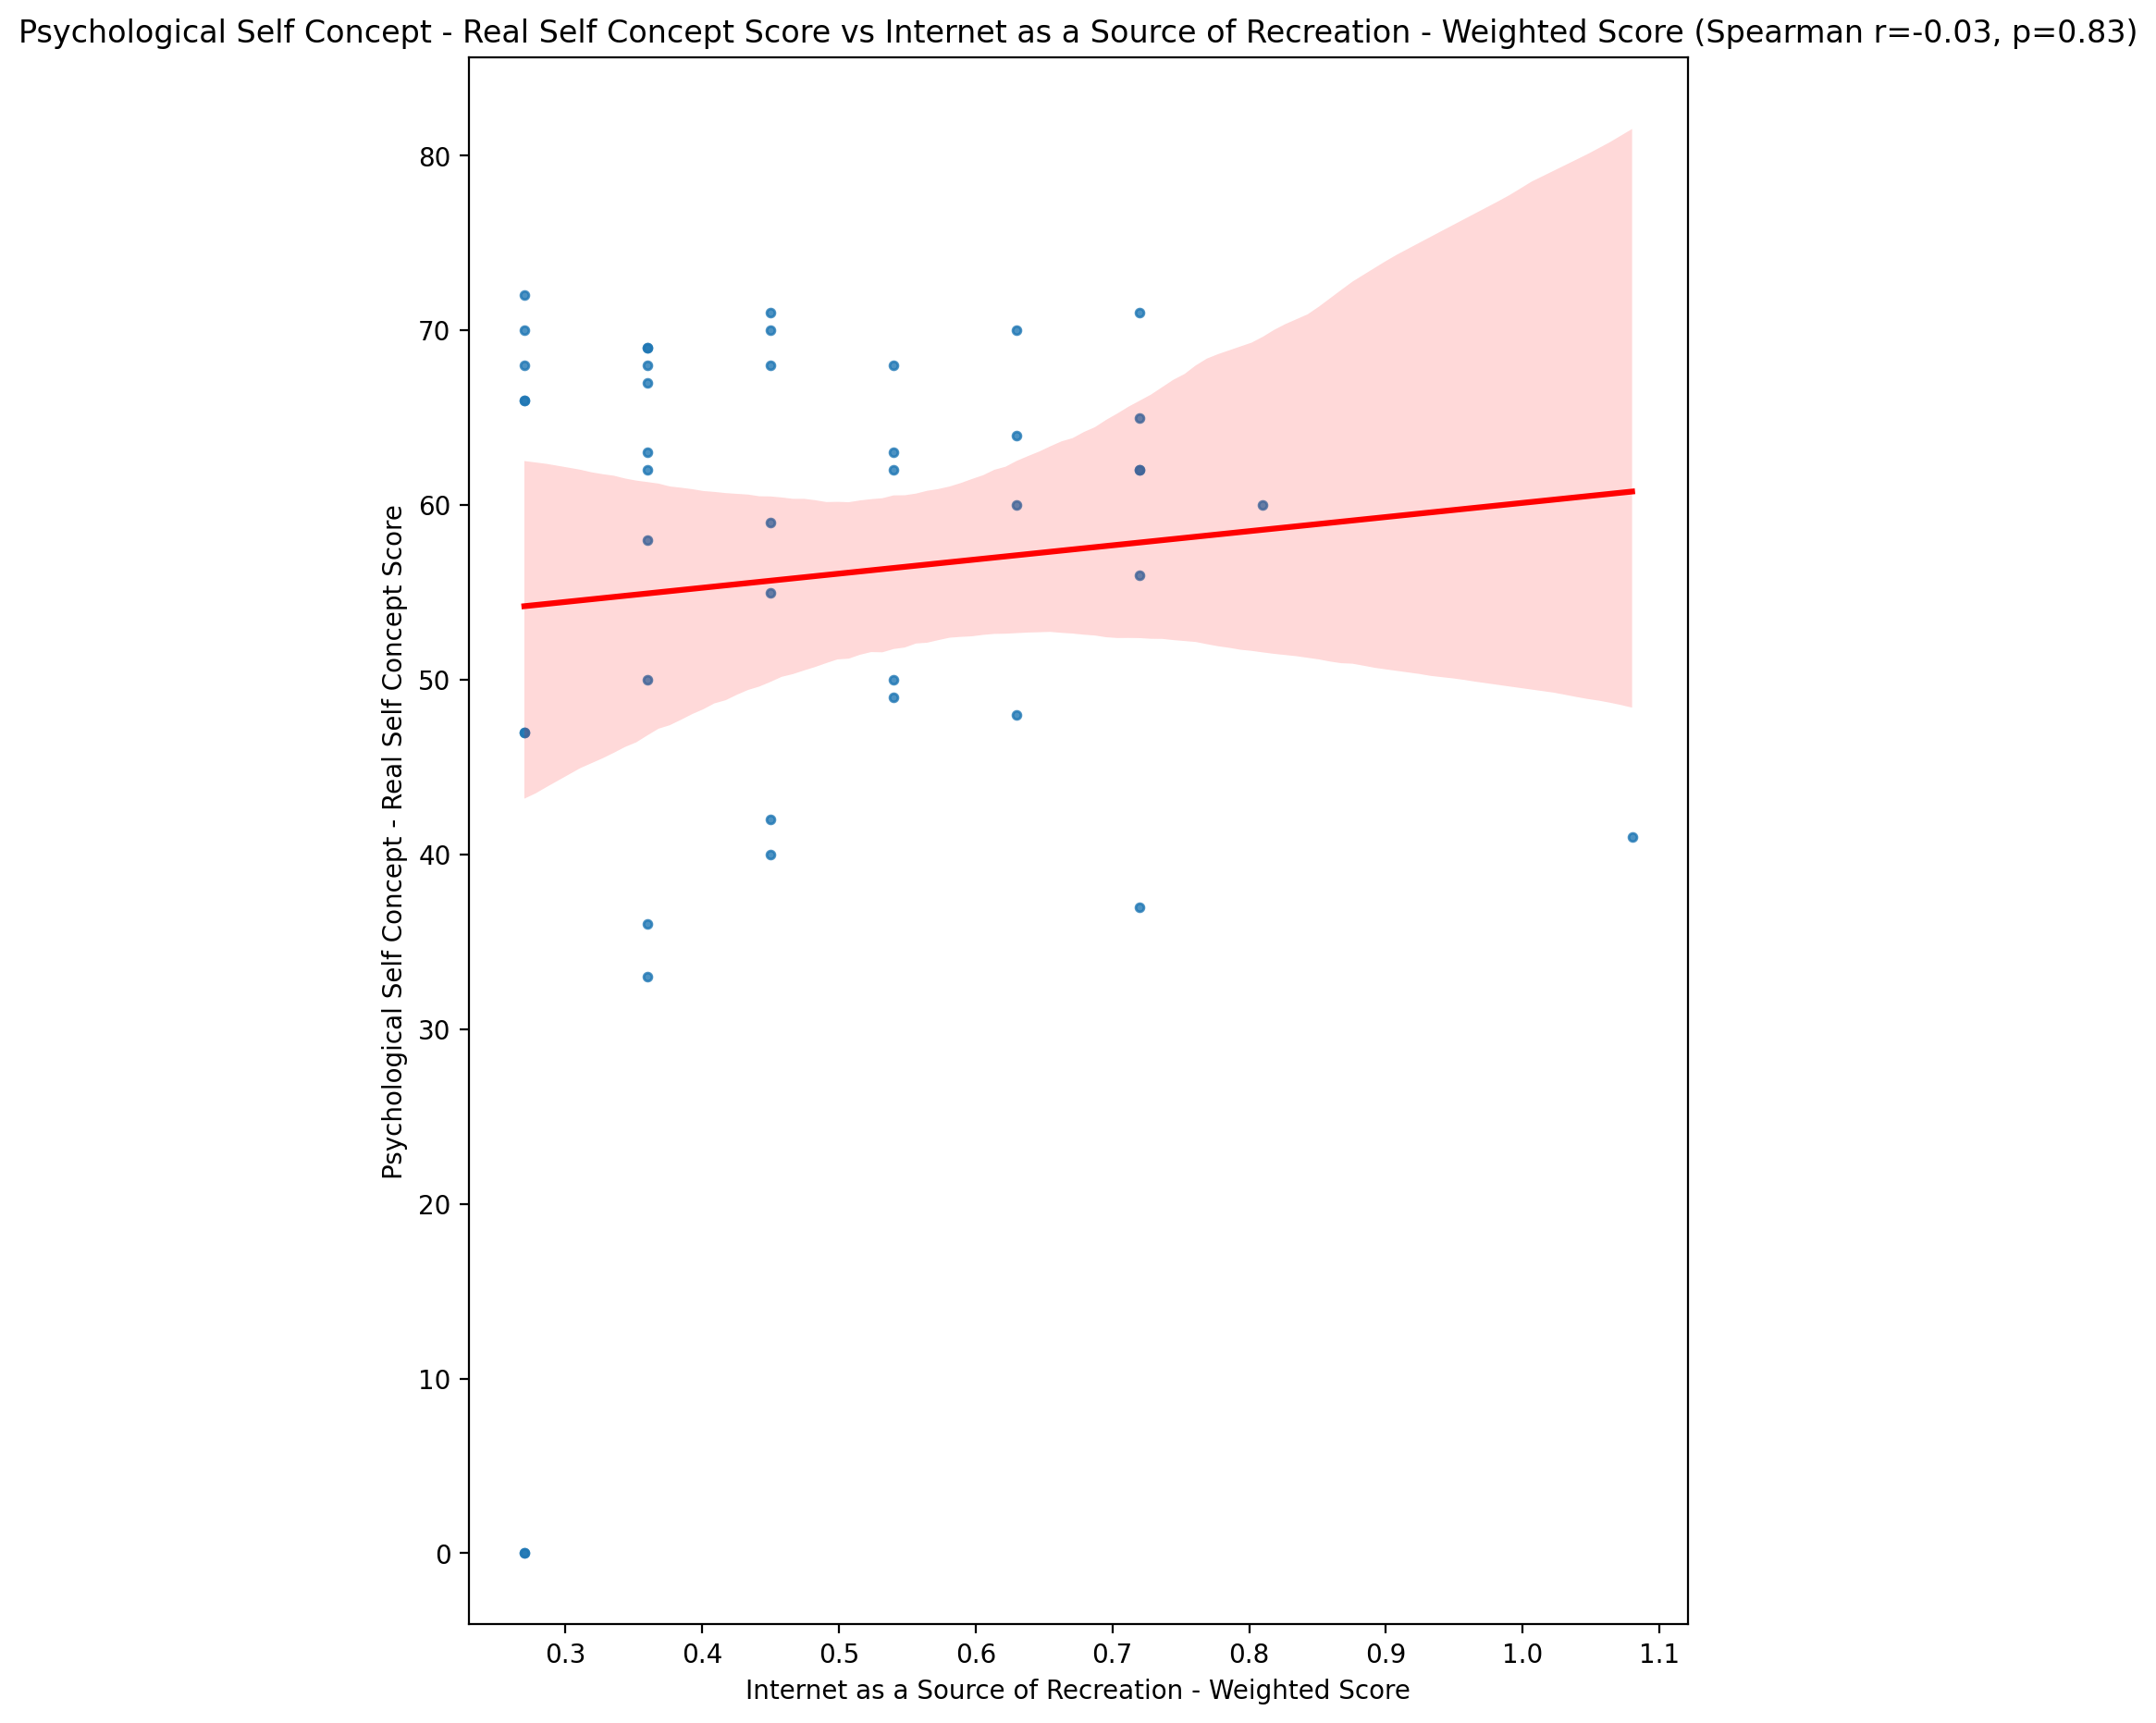 Psychological Self Concept - Real Self Concept Score vs Internet as a Source of Recreation - Weighted Score (Spearman r=-0.03, p=0.83)
80
70
60
50
40
30
20
10
0
Psychological Self Concept - Real Self Concept Score
0.3 0.4 0.5 0.6 0.7 0.8 0.9 1.0 1.1
Internet as a Source of Recreation - Weighted Score